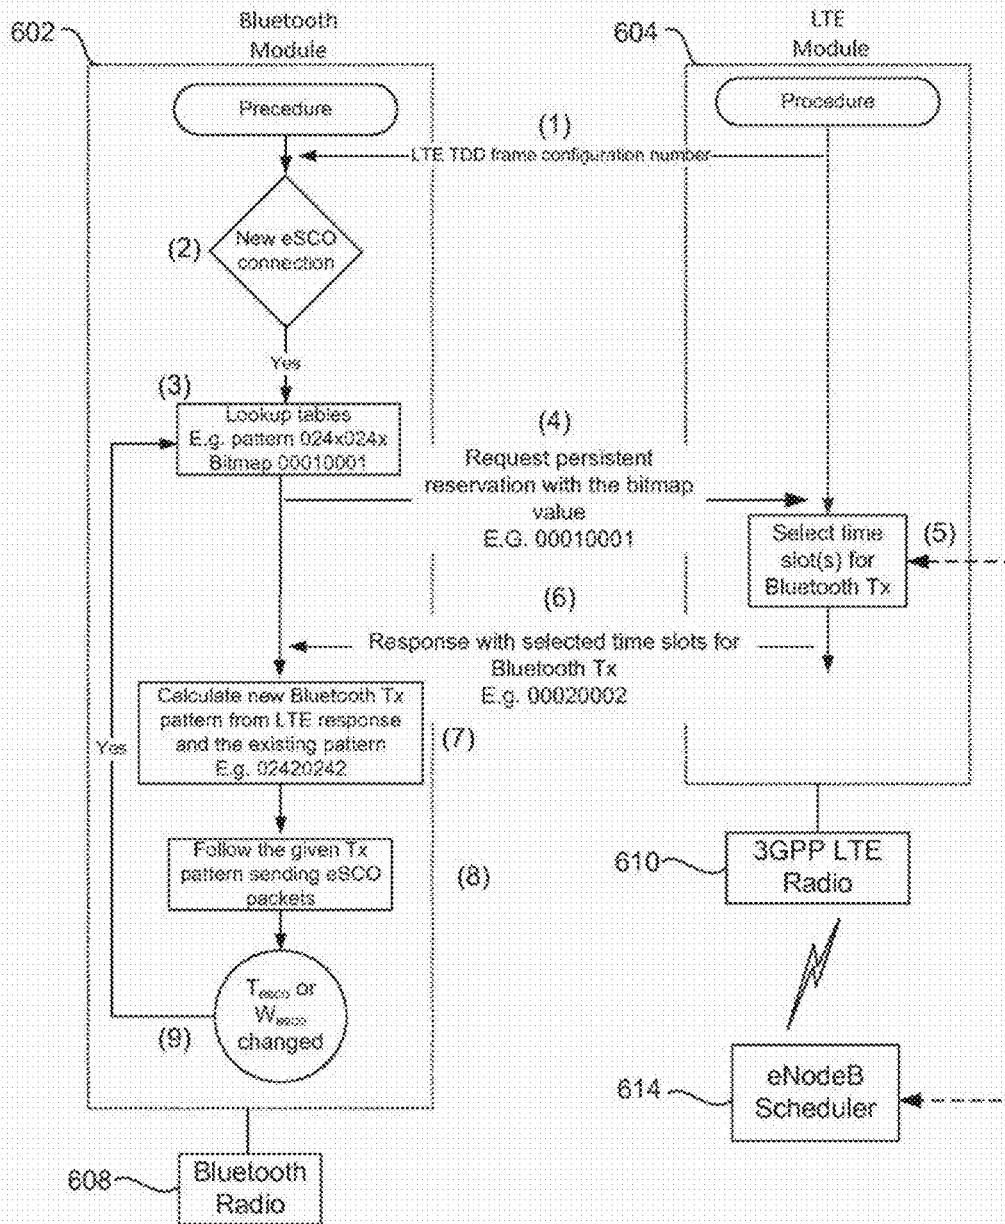 602
Bluetooth
Module
604
LTE
Module
Precedure
Procedure
(1)
LTE TDD frame configuration number
(2)
New eSCO
connection
Yes
(3)
Lookup tables
E.g. pattern 024x024x
Bitmap 00010001
(4)
Request persistent
reservation with the bitmap
value
E.G. 00010001
Select time
slot(s) for
Bluetooth Tx
(5)
(6)
Response with selected time slots for
Bluetooth Tx
E.g. 00020002
Calculate new Bluetooth Tx
pattern from LTE response
and the existing pattern
E.g. 02420242
(7)
Yes
Follow the given Tx
pattern sending eSCO
packets
(8)
Tesco or
Wesco
changed
(9)
610
3GPP LTE
Radio
614
eNodeB
Scheduler
608
Bluetooth
Radio